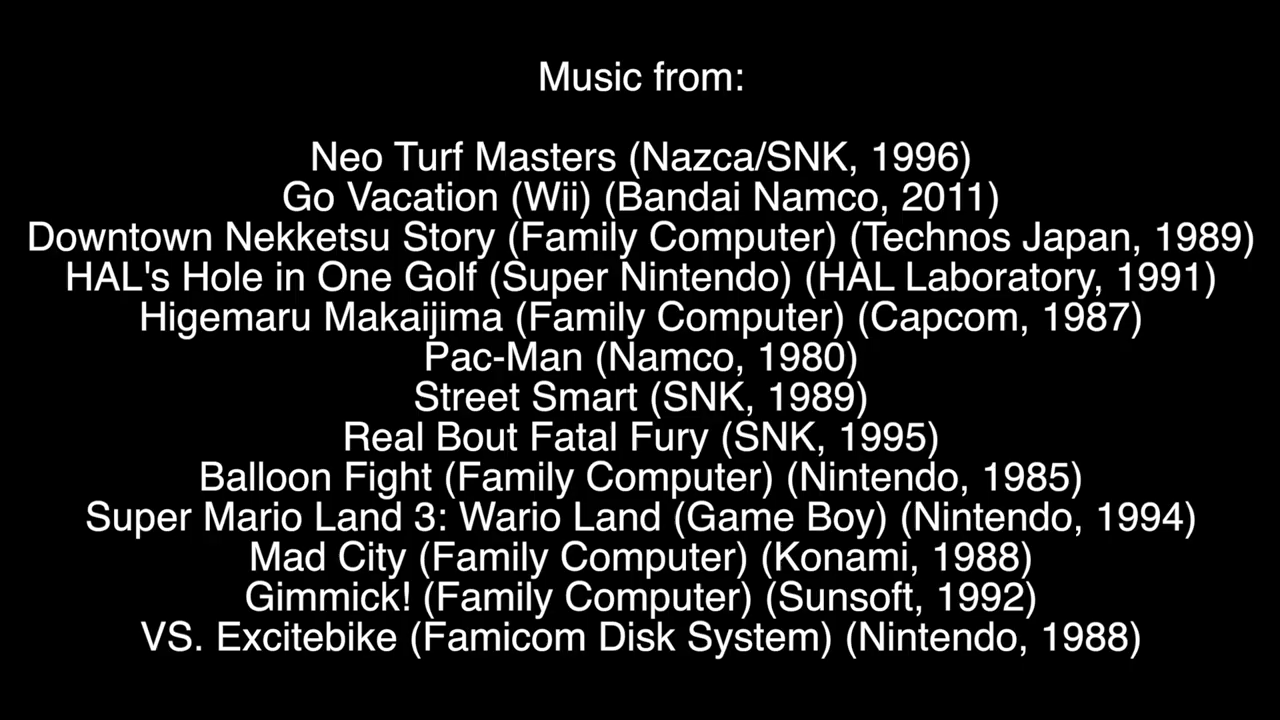 Music from:
Neo Turf Masters (Nazca/SNK, 1996)
Go Vacation (Wii) (Bandai Namco, 2011)
Downtown Nekketsu Story (Family Computer) (Technos Japan, 1989)
HAL's Hole in One Golf (Super Nintendo) (HAL Laboratory, 1991)
Higemaru Makaijima (Family Computer) (Capcom, 1987)
Pac-Man (Namco, 1980)
Street Smart (SNK, 1989)
Real Bout Fatal Fury (SNK, 1995)
Balloon Fight (Family Computer) (Nintendo, 1985)
Super Mario Land 3: Wario Land (Game Boy) (Nintendo, 1994)
Mad City (Family Computer) (Konami, 1988)
Gimmick! (Family Computer) (Sunsoft, 1992)
VS. Excitebike (Famicom Disk System) (Nintendo, 1988)